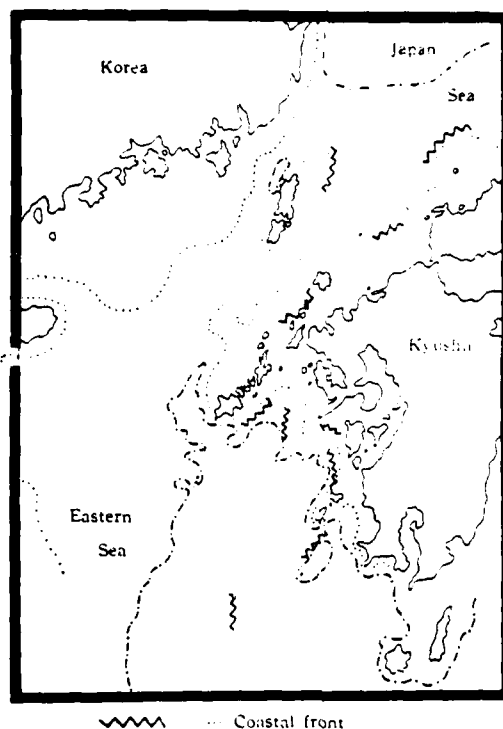 Korea
Japan
Sea
Kyushu
Eastern
Sea
··· Coastal front